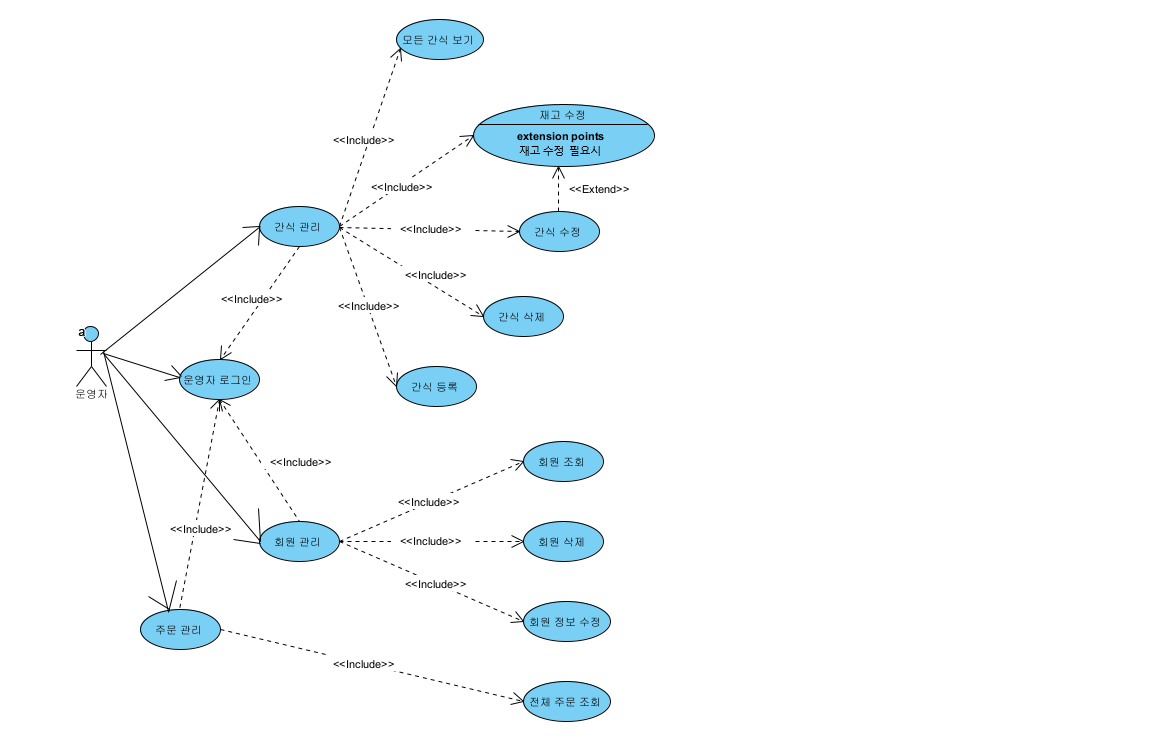 모든 간식 보기
재고 수정
extension points
재고 수정 필요시
<<Include>>
<<Include>>
<<Extend>>
간식 관리
<<Include>>
간식 수정
<<Include>>
<<Include>>
<<Include>>
간식 삭제
a
운영자
운영자 로그인
간식 등록
<<Include>>
회원 조회
<<Include>>
<<Include>>
회원 관리
<<Include>>
회원 삭제
<<Include>>
회원 정보 수정
주문 관리
<<Include>>
전체 주문 조회